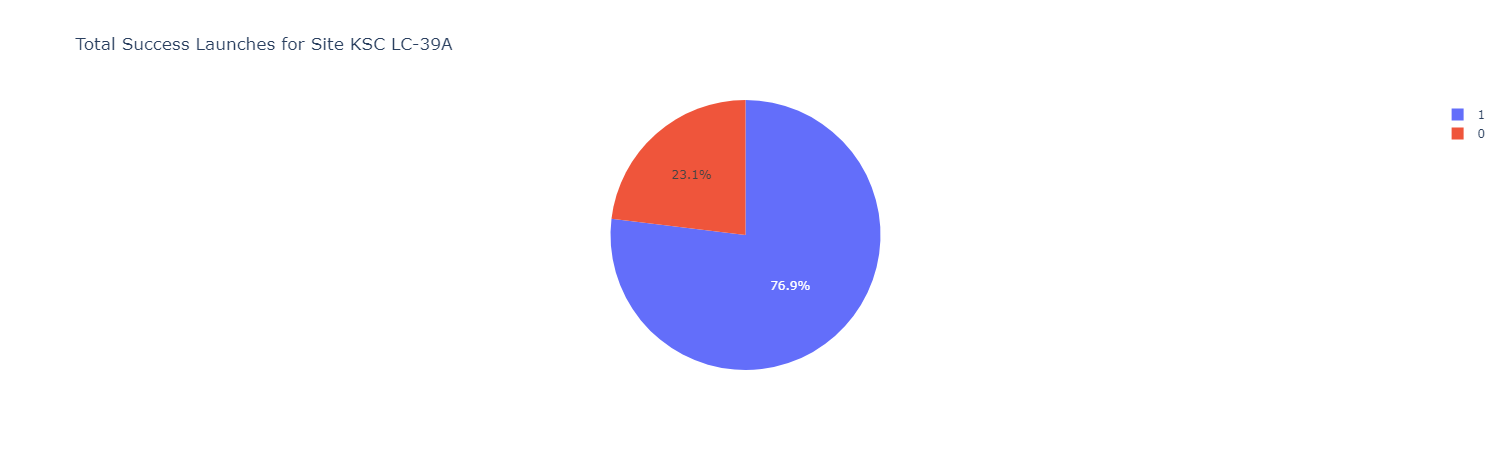 Total Success Launches for Site KSC LC-39A
1
0
23.1%
76.9%